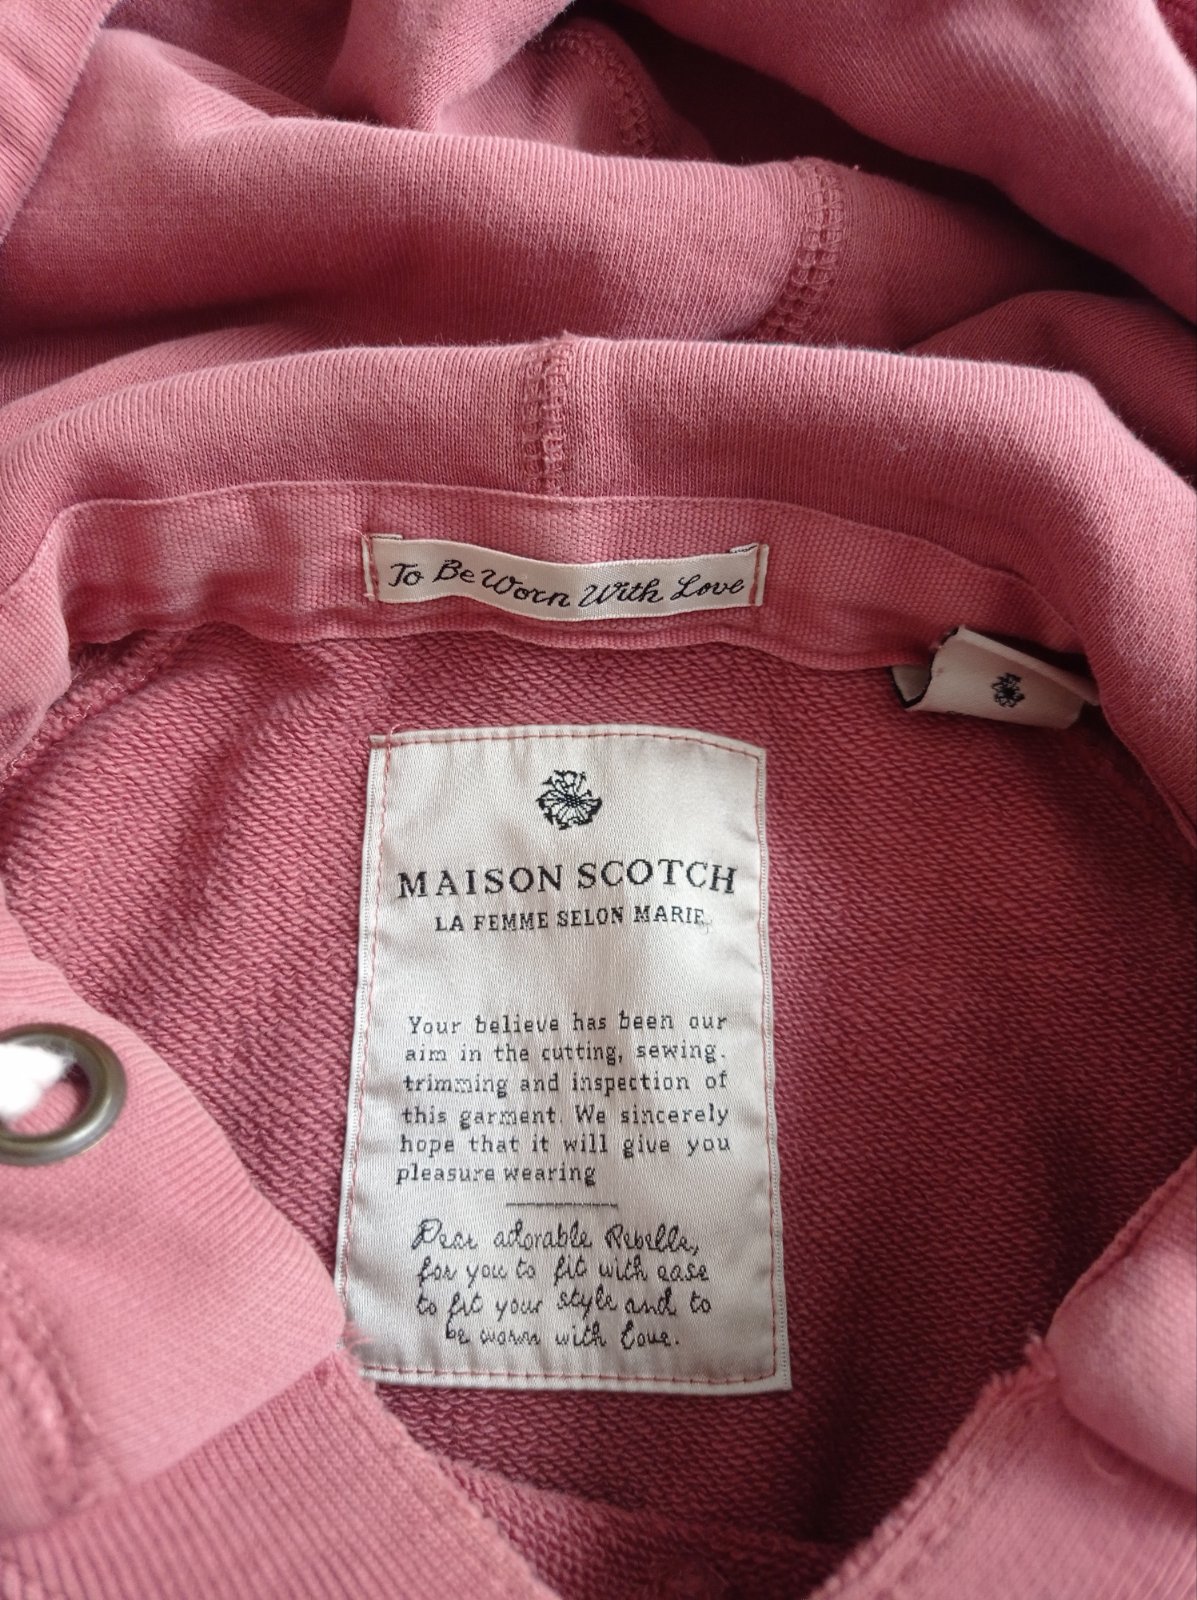 To Be Worn With Love
MAISON SCOTCH
LA FEMME SELON MARIE
Your believe has been our
aim in the cutting, sewing.
trimming and inspection of
this garment. We sincerely
hope that it will give you
pleasure wearing
Dear adorable Rebelle,
for you to fit with ease
to fit your style and to
be worn with love.